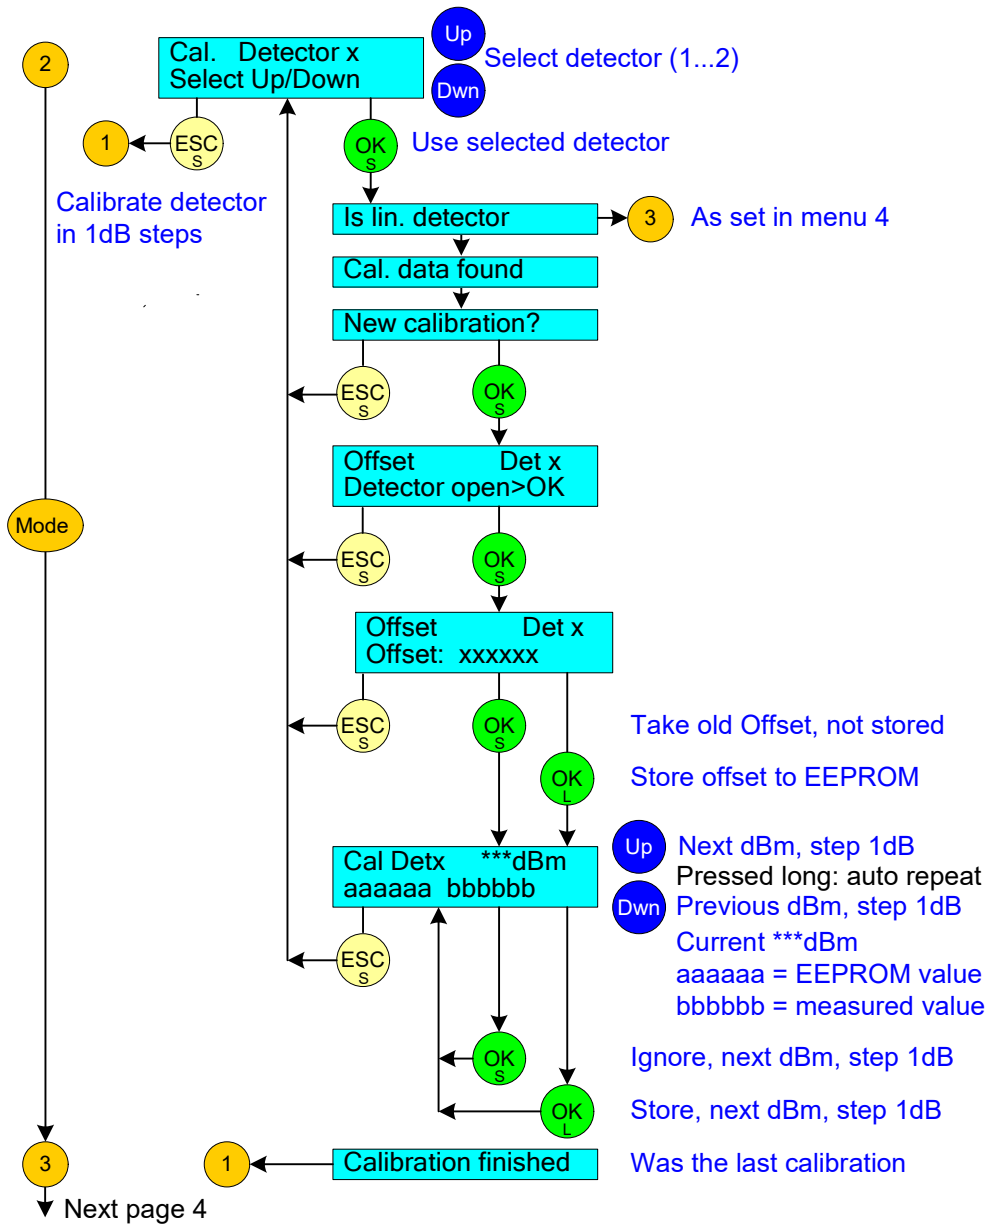 2
Cal.   Detector x
Select Up/Down
Up
Dwn
Select detector (1...2)
1
ESC
S
OK
S
Use selected detector
Calibrate detector
in 1dB steps
Is lin. detector
3
As set in menu 4
Cal. data found
New calibration?
ESC
S
OK
S
Offset            Det x
Detector open>OK
Mode
ESC
S
OK
S
Offset            Det x
Offset:  xxxxxx
ESC
S
OK
S
Take old Offset, not stored
OK
L
Store offset to EEPROM
Cal Detx     ***dBm
aaaaaa  bbbbbb
Up
Next dBm, step 1dB
Pressed long: auto repeat
Dwn
Previous dBm, step 1dB
Current ***dBm
aaaaaa = EEPROM value
bbbbbb = measured value
ESC
S
OK
S
Ignore, next dBm, step 1dB
OK
L
Store, next dBm, step 1dB
3
1
Calibration finished
Was the last calibration
Next page 4